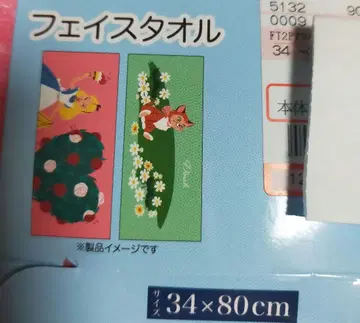 フェイスタオル
5132
0009
34
本体
※製品イメージです
サイズ 34×80cm